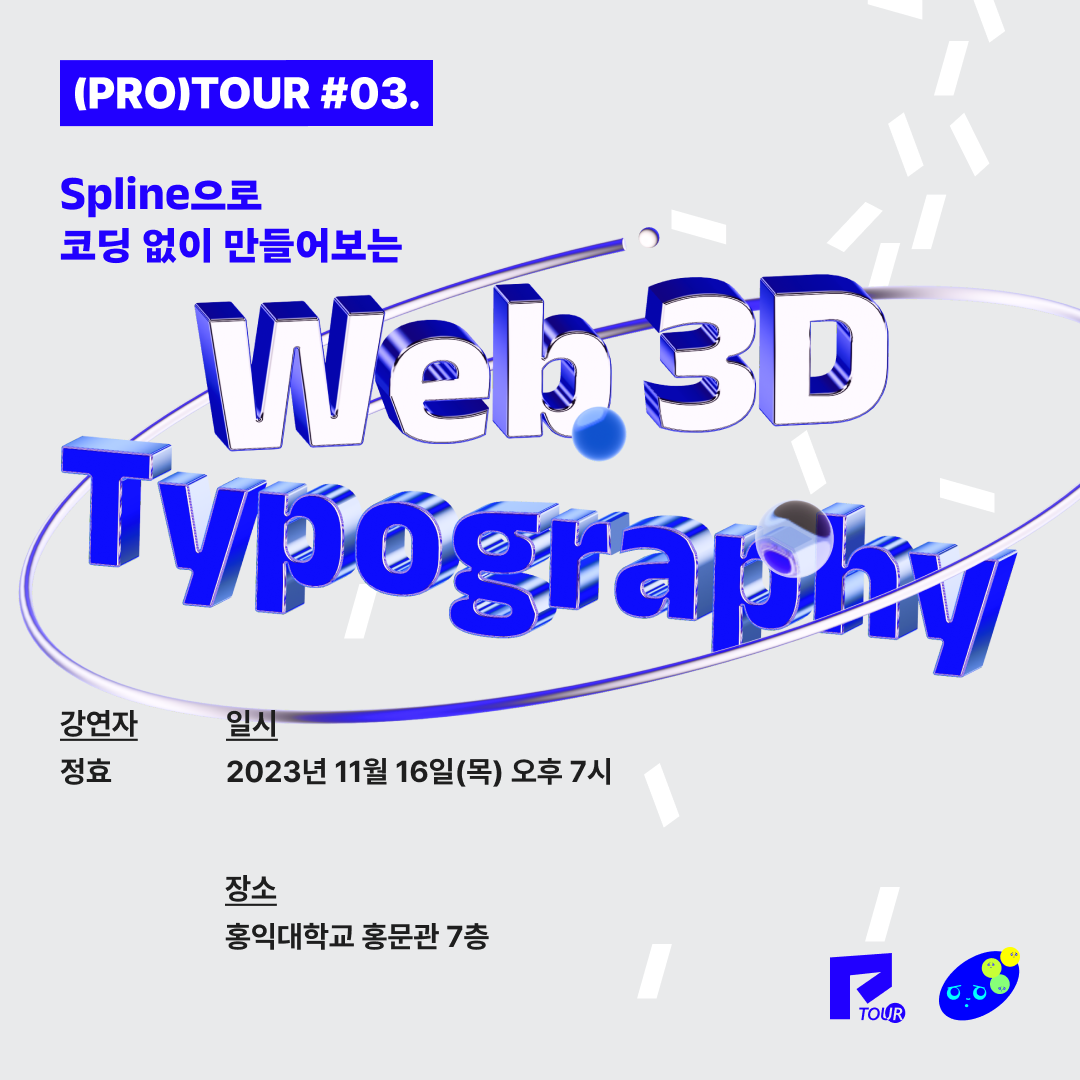 (PRO)TOUR #03.
Spline으로
코딩 없이 만들어보는
Web 3D
Typography
강연자
정효
일시
2023년 11월 16일(목) 오후 7시
장소
홍익대학교 홍문관 7층
TOUR